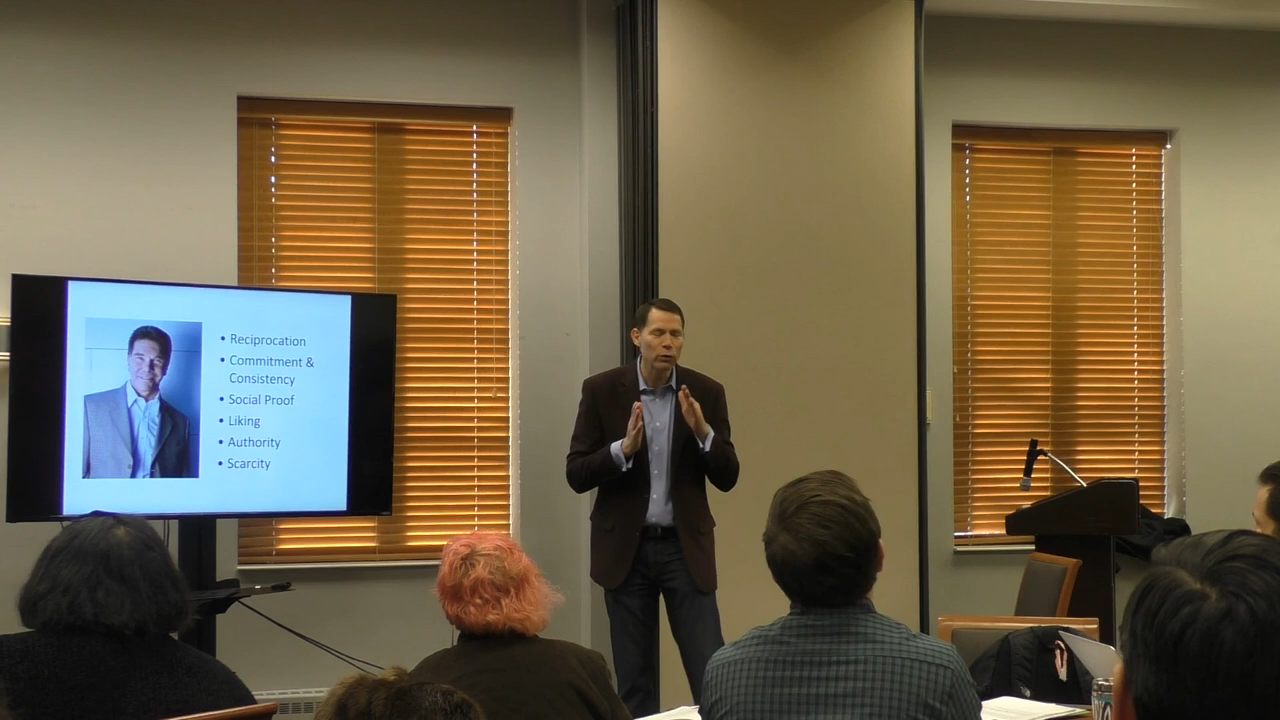 • Reciprocation
• Commitment &
Consistency
• Social Proof
• Liking
• Authority
• Scarcity